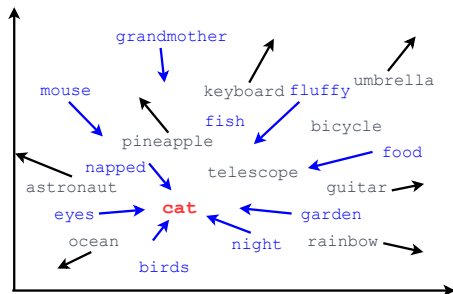 grandmother
umbrella
mouse
keyboard
fluffy
fish
bicycle
pineapple
food
napped
telescope
astronaut
guitar
cat
eyes
garden
ocean
night
rainbow
birds